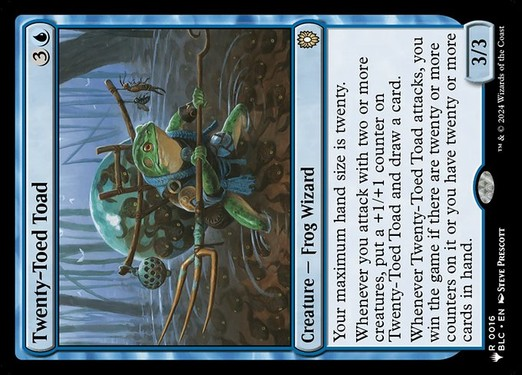 Twenty-Toed Toad 3
Creature — Frog Wizard
Your maximum hand size is twenty.
Whenever you attack with two or more
creatures, put a +1/+1 counter on
Twenty-Toed Toad and draw a card.
Whenever Twenty-Toed Toad attacks, you
win the game if there are twenty or more
counters on it or you have twenty or more
cards in hand.
3/3
R 0016
BLC • EN Steve Prescott
™ & © 2024 Wizards of the Coast